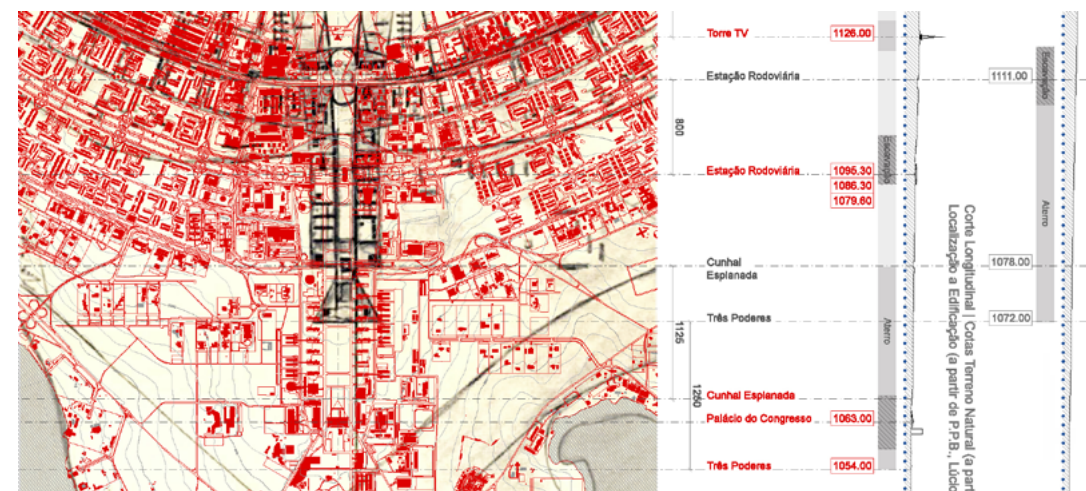 Torre TV
1126.00
Estação Rodoviária
1111.00
Escavação
800
Escavação
Estação Rodoviária
1095.30
1086.30
1079.60
Aterro
Cunhal
Esplanada
1078.00
Três Poderes
1072.00
1125
Aterro
1250
Cunhal Esplanada
Palácio do Congresso
1063.00
Três Poderes
1054.00
Corte Longitudinal | Cotas Terreno Natural (a part
Localização a Edificação (a partir de P.P.B., Lúcio